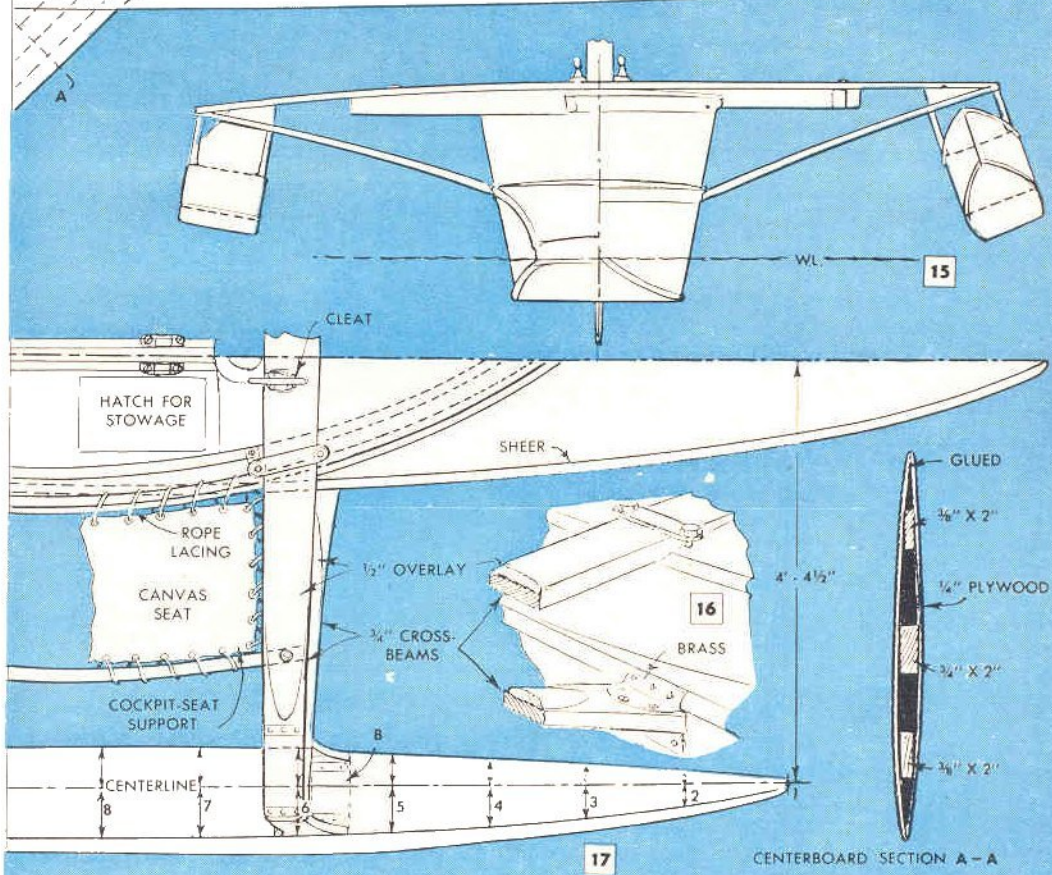 A
W.L.
15
CLEAT
HATCH FOR
STOWAGE
SHEER
GLUED
3/8" X 2"
ROPE
LACING
1/2" OVERLAY
4' - 4 1/2"
1/4" PLYWOOD
CANVAS
SEAT
16
3/4" CROSS-
BEAMS
BRASS
3/4" X 2"
COCKPIT-SEAT
SUPPORT
B
3/8" X 2"
CENTERLINE
8
7
6
5
4
3
2
1
17
CENTERBOARD SECTION A–A